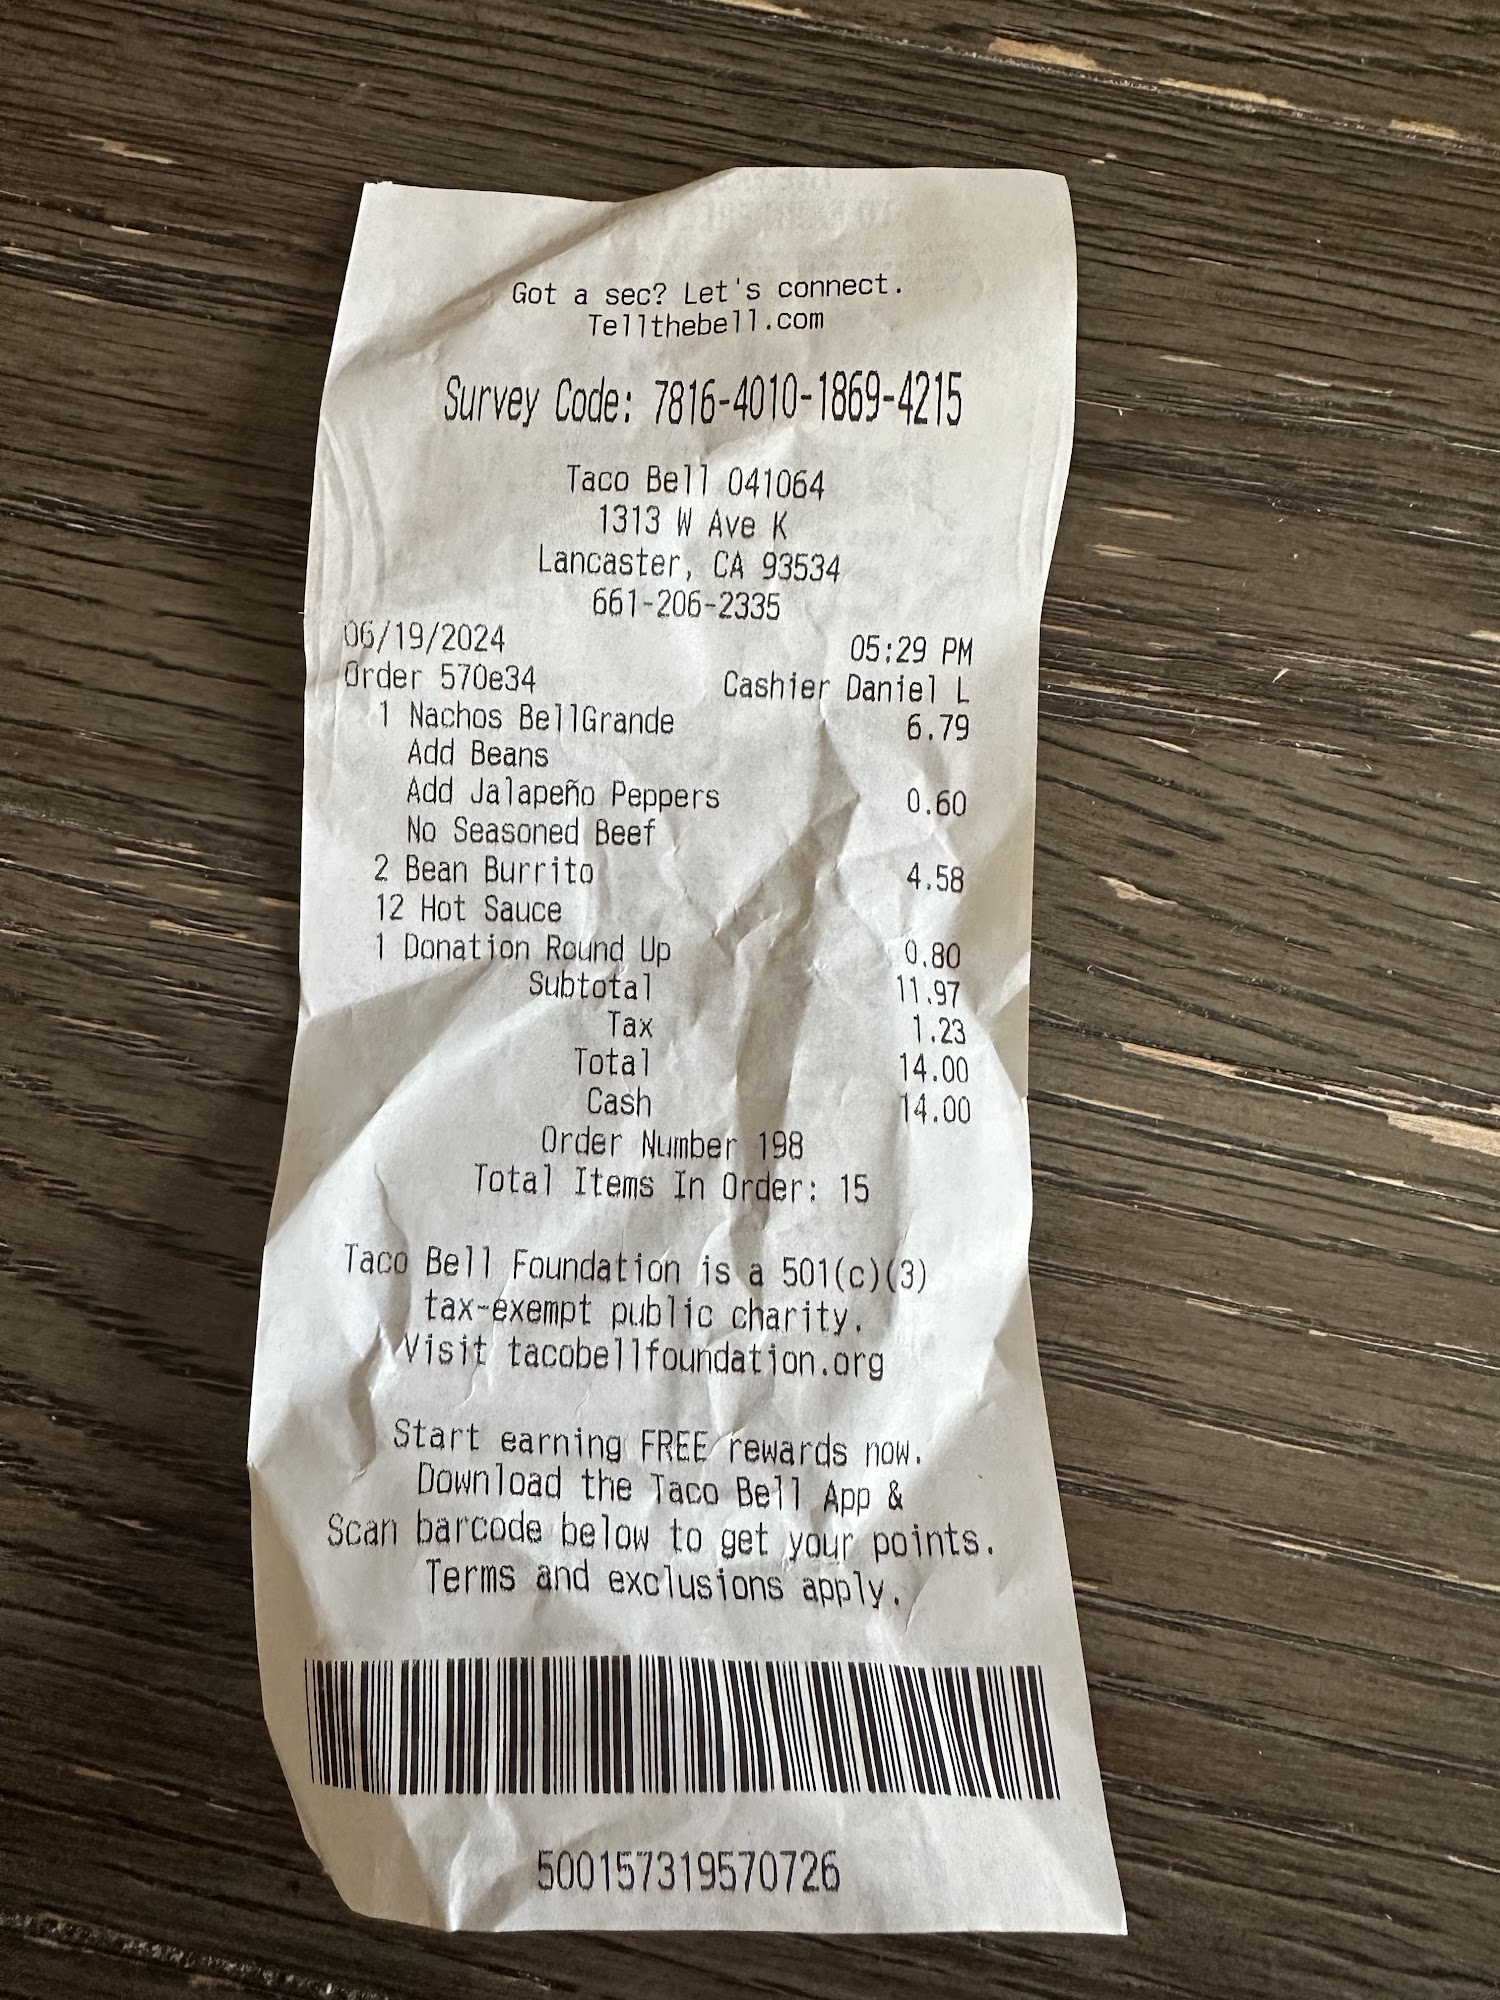 Got a sec? Let's connect.
Tellthebell.com
Survey Code: 7816-4010-1869-4215
Taco Bell 041064
1313 W Ave K
Lancaster, CA 93534
661-206-2335
06/19/2024 05:29 PM
Order 570e34 Cashier Daniel L
1 Nachos BellGrande 6.79
Add Beans
Add Jalapeño Peppers 0.60
No Seasoned Beef
2 Bean Burrito 4.58
12 Hot Sauce
1 Donation Round Up 0.80
Subtotal 11.97
Tax 1.23
Total 14.00
Cash 14.00
Order Number 198
Total Items In Order: 15
Taco Bell Foundation is a 501(c)(3)
tax-exempt public charity.
Visit tacobellfoundation.org
Start earning FREE rewards now.
Download the Taco Bell App &
Scan barcode below to get your points.
Terms and exclusions apply.
500157319570726